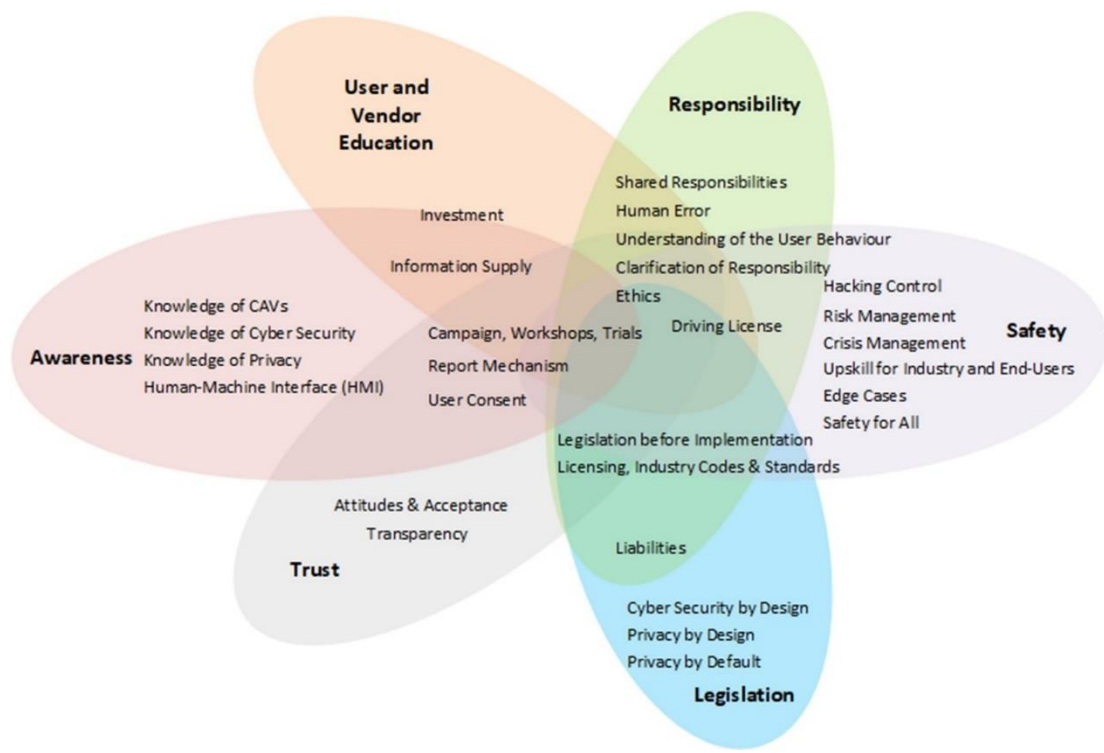 User and
Vendor
Education
Responsibility
Investment
Information Supply
Shared Responsibilities
Human Error
Understanding of the User Behaviour
Clarification of Responsibility
Ethics
Driving License
Awareness
Knowledge of CAVs
Knowledge of Cyber Security
Knowledge of Privacy
Human-Machine Interface (HMI)
Campaign, Workshops, Trials
Report Mechanism
User Consent
Hacking Control
Risk Management
Crisis Management
Upskill for Industry and End-Users
Edge Cases
Safety for All
Safety
Legislation before Implementation
Licensing, Industry Codes & Standards
Attitudes & Acceptance
Transparency
Trust
Liabilities
Cyber Security by Design
Privacy by Design
Privacy by Default
Legislation